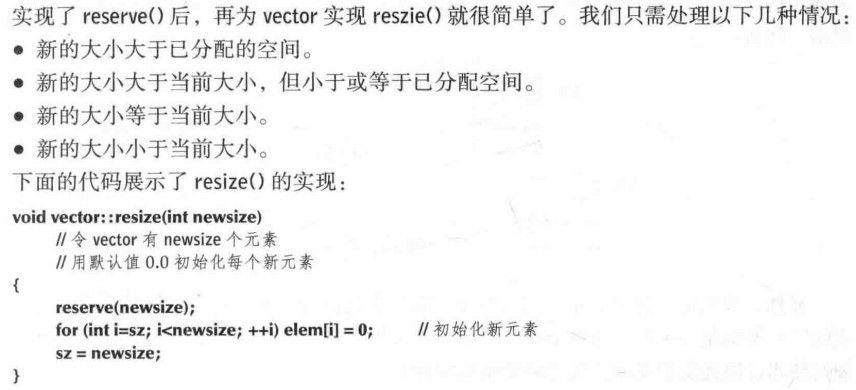 实现了 reserve() 后，再为 vector 实现 reszie() 就很简单了。我们只需处理以下几种情况：
● 新的大小大于已分配的空间。
● 新的大小大于当前大小，但小于或等于已分配空间。
● 新的大小等于当前大小。
● 新的大小小于当前大小。
下面的代码展示了 resize() 的实现：
void vector::resize(int newsize)
// 令 vector 有 newsize 个元素
// 用默认值 0.0 初始化每个新元素
{
reserve(newsize);
for (int i=sz; i<newsize; ++i) elem[i] = 0; // 初始化新元素
sz = newsize;
}